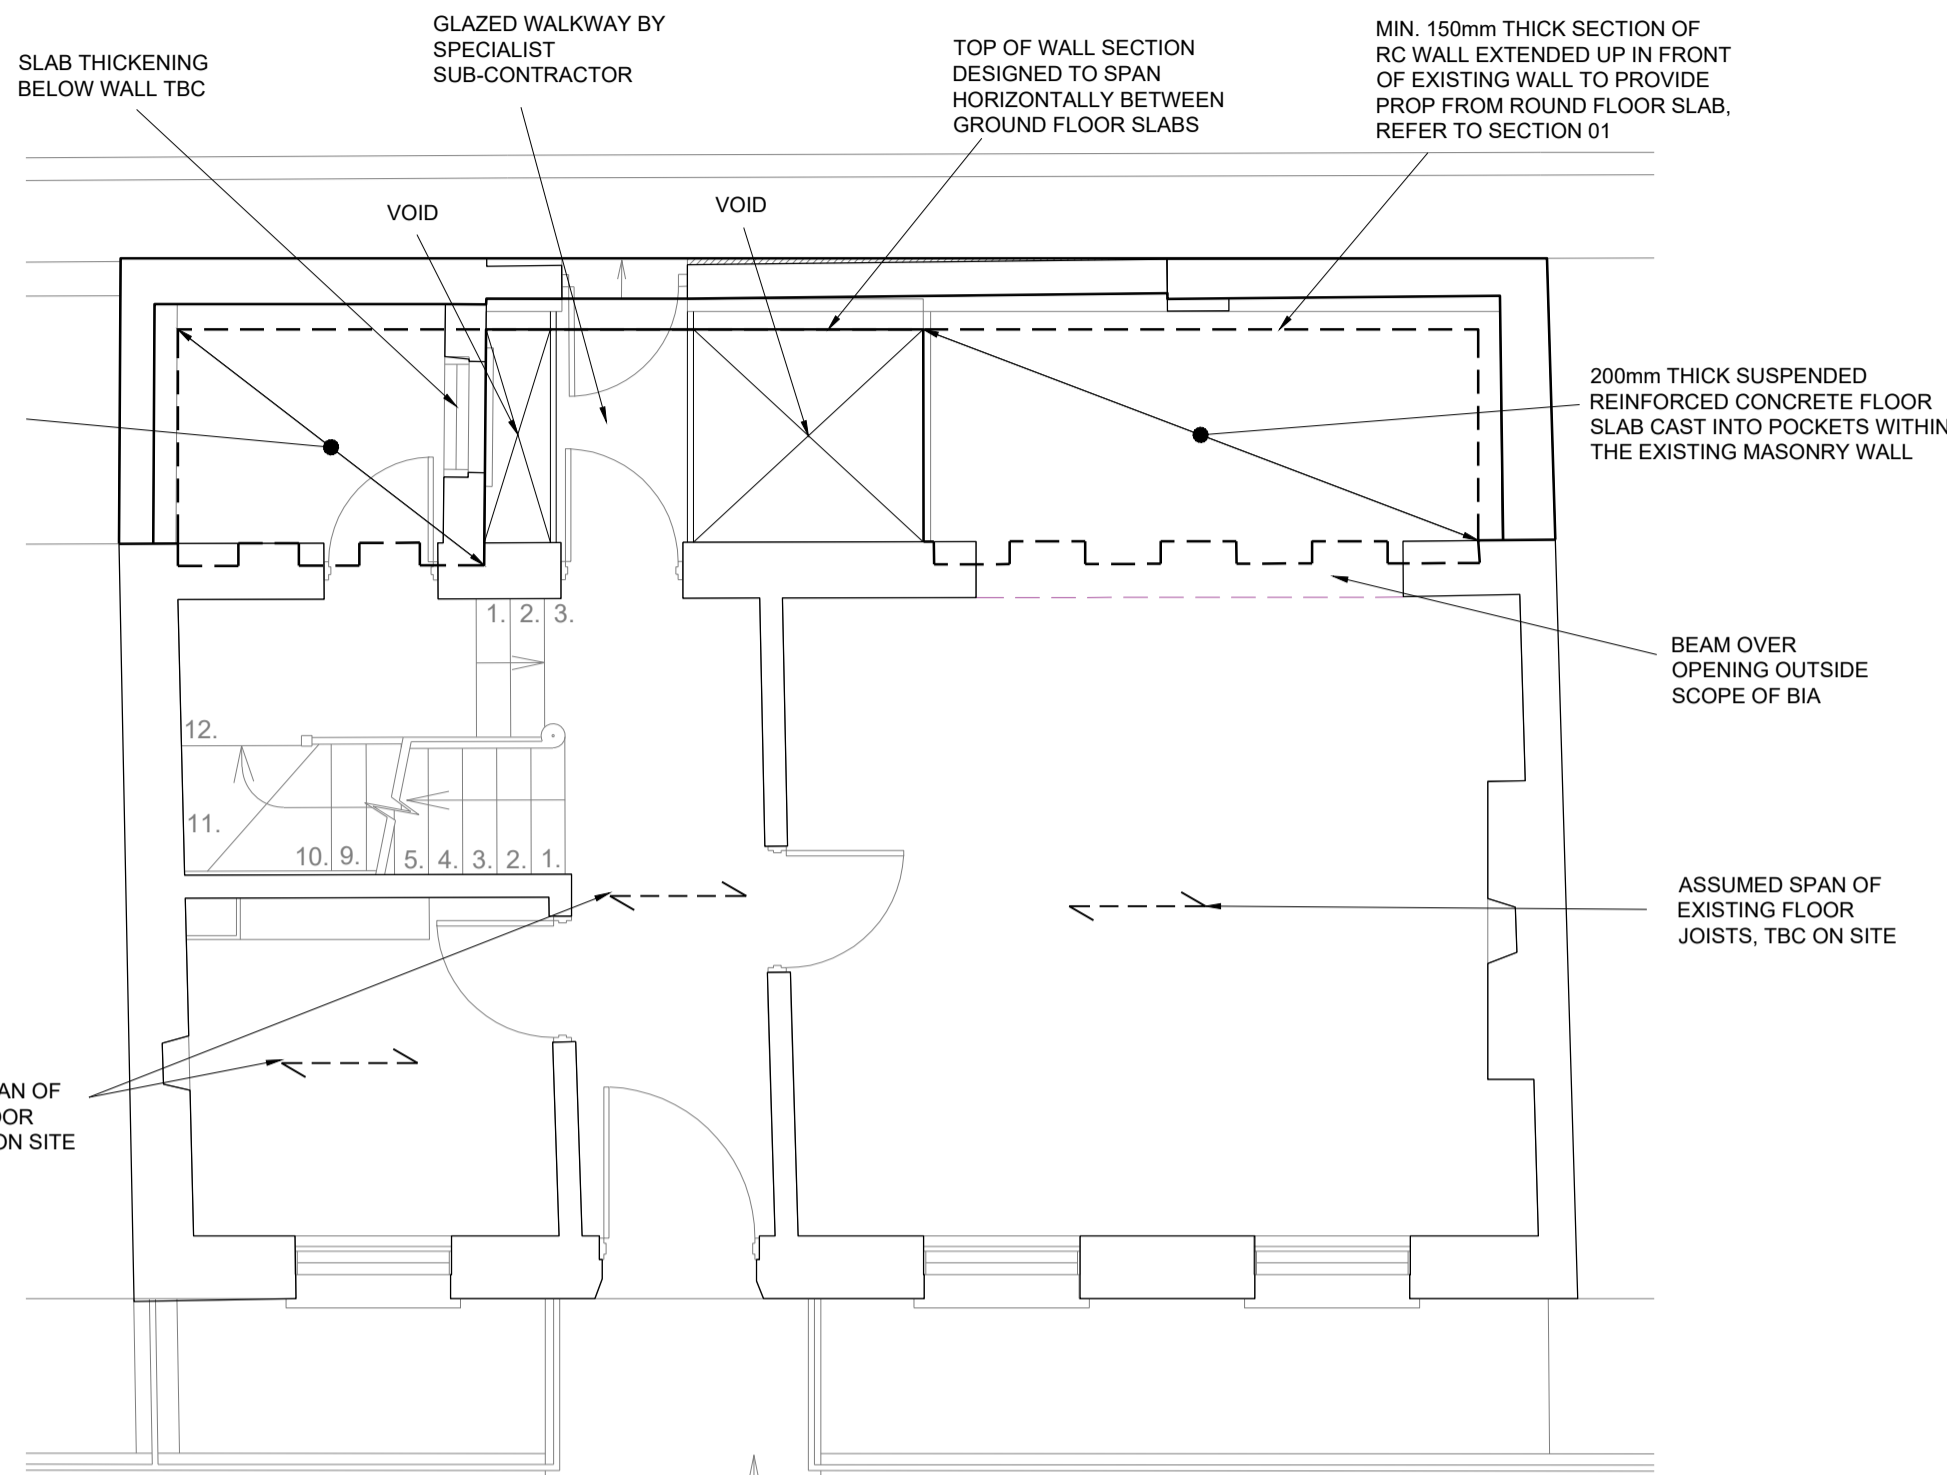 GLAZED WALKWAY BY
SPECIALIST
SUB-CONTRACTOR
SLAB THICKENING
BELOW WALL TBC
TOP OF WALL SECTION
DESIGNED TO SPAN
HORIZONTALLY BETWEEN
GROUND FLOOR SLABS
MIN. 150mm THICK SECTION OF
RC WALL EXTENDED UP IN FRONT
OF EXISTING WALL TO PROVIDE
PROP FROM ROUND FLOOR SLAB,
REFER TO SECTION 01
VOID
VOID
200mm THICK SUSPENDED
REINFORCED CONCRETE FLOOR
SLAB CAST INTO POCKETS WITHIN
THE EXISTING MASONRY WALL
1. 2. 3.
BEAM OVER
OPENING OUTSIDE
SCOPE OF BIA
12.
11.
10. 9. 5. 4. 3. 2. 1.
ASSUMED SPAN OF
EXISTING FLOOR
JOISTS, TBC ON SITE
AN OF
OOR
ON SITE